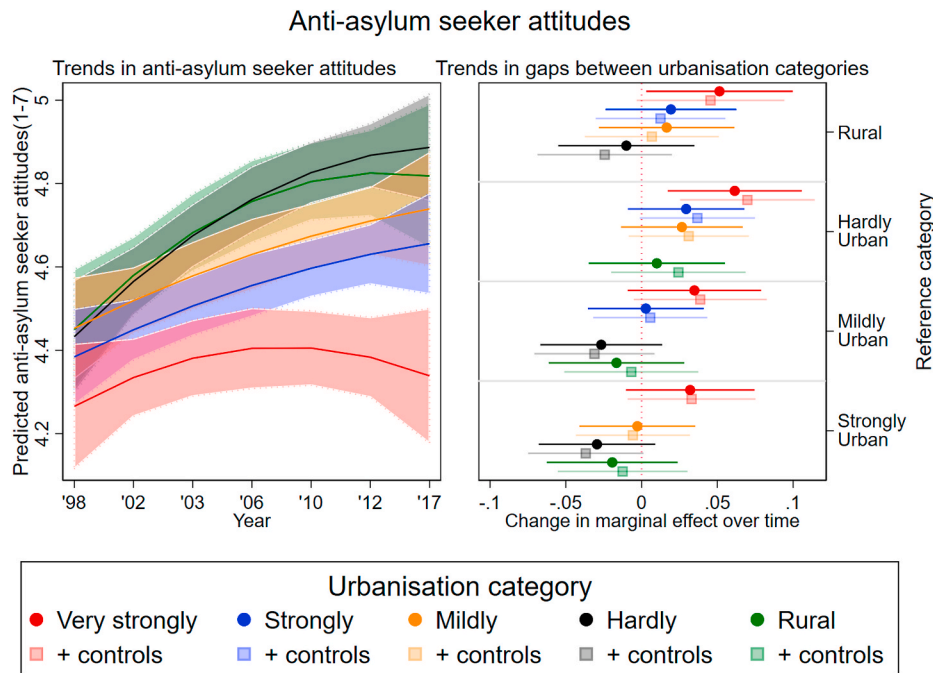 Anti-asylum seeker attitudes
Trends in anti-asylum seeker attitudes
Trends in gaps between urbanisation categories
Predicted anti-asylum seeker attitudes(1-7)
5
4.8
4.6
4.4
4.2
'98 '02 '03 '06 '10 '12 '17
Year
Rural
Hardly
Urban
Mildly
Urban
Strongly
Urban
Reference category
-.1 -.05 0 .05 .1
Change in marginal effect over time
Urbanisation category
Very strongly Strongly Mildly Hardly Rural
+ controls + controls + controls + controls + controls